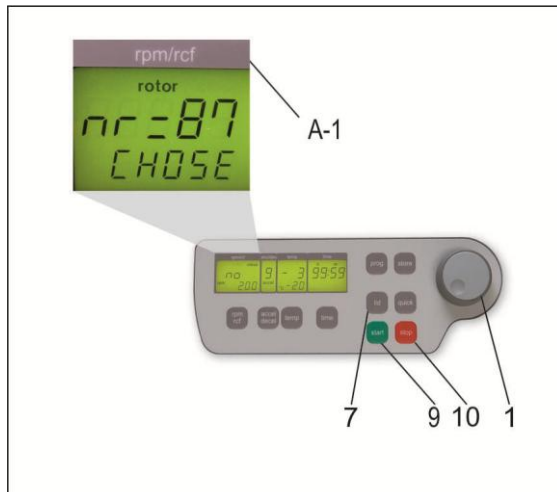 rpm/rcf
rotor
nr=87
CHOSE
A-1
rotor
no 9 - 3 99:59
200 -20
prog store
lid quick
rpm accel temp time
rcf decel
start stop
7 9 10 1